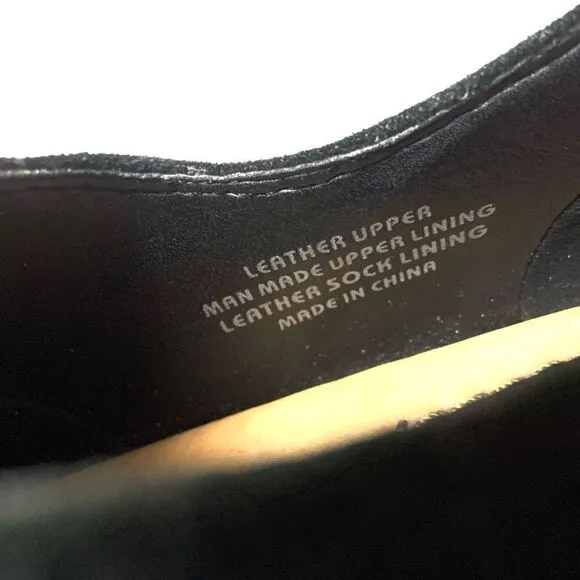 LEATHER UPPER
MAN MADE UPPER LINING
LEATHER SOCK LINING
MADE IN CHINA